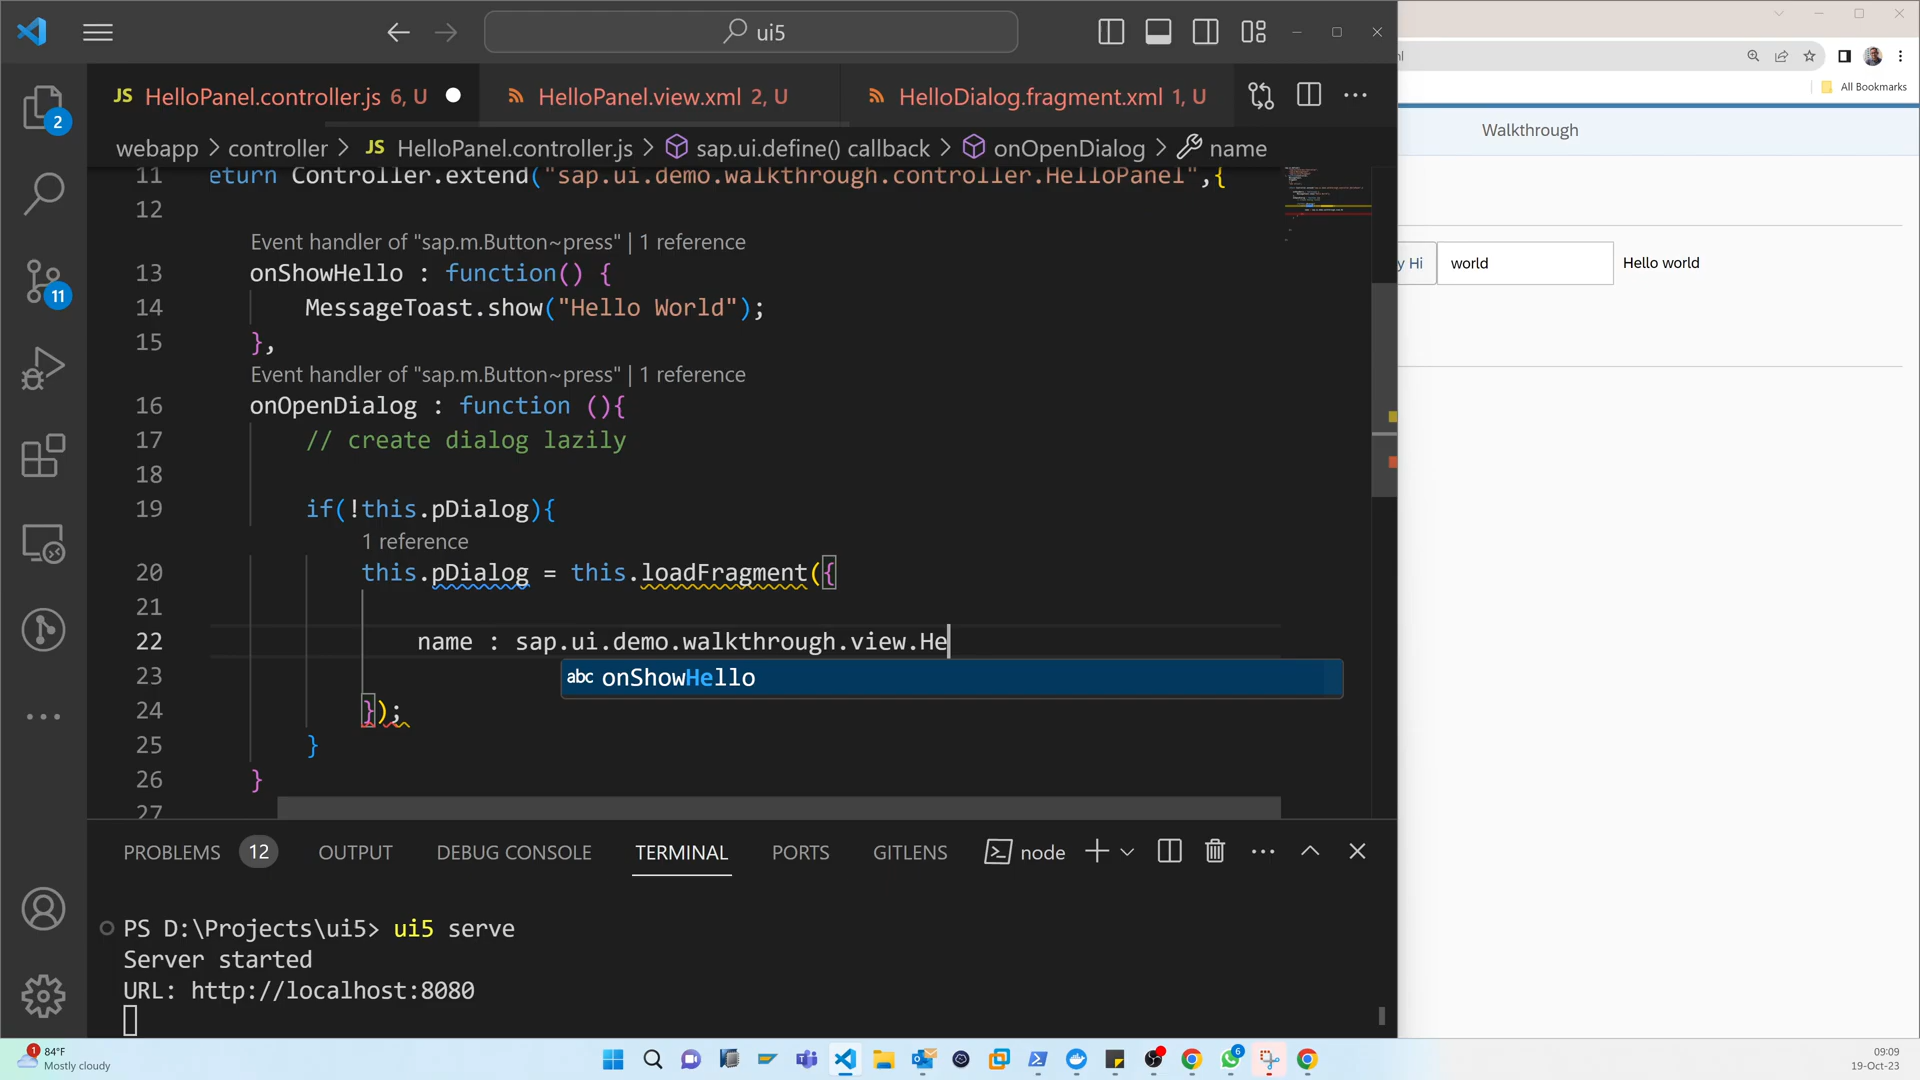 ui5
All Bookmarks
JS HelloPanel.controller.js 6, U
HelloPanel.view.xml 2, U
HelloDialog.fragment.xml 1, U
Walkthrough
webapp > controller > JS HelloPanel.controller.js > sap.ui.define() callback > onOpenDialog > name
11 eturn Controller.extend("sap.ui.demo.walkthrough.controller.HelloPanel",{
12
Event handler of "sap.m.Button~press" | 1 reference
13 onShowHello : function() {
14 MessageToast.show("Hello World");
15 },
Event handler of "sap.m.Button~press" | 1 reference
16 onOpenDialog : function (){
17 // create dialog lazily
18
19 if(!this.pDialog){
1 reference
20 this.pDialog = this.loadFragment({
21
22 name : sap.ui.demo.walkthrough.view.He
abc onShowHello
23
24 });
25 }
26 }
27
y Hi
world
Hello world
2
11
PROBLEMS 12 OUTPUT DEBUG CONSOLE TERMINAL PORTS GITLENS node
PS D:\Projects\ui5> ui5 serve
Server started
URL: http://localhost:8080
1
84°F
Mostly cloudy
6
09:09
19-Oct-23